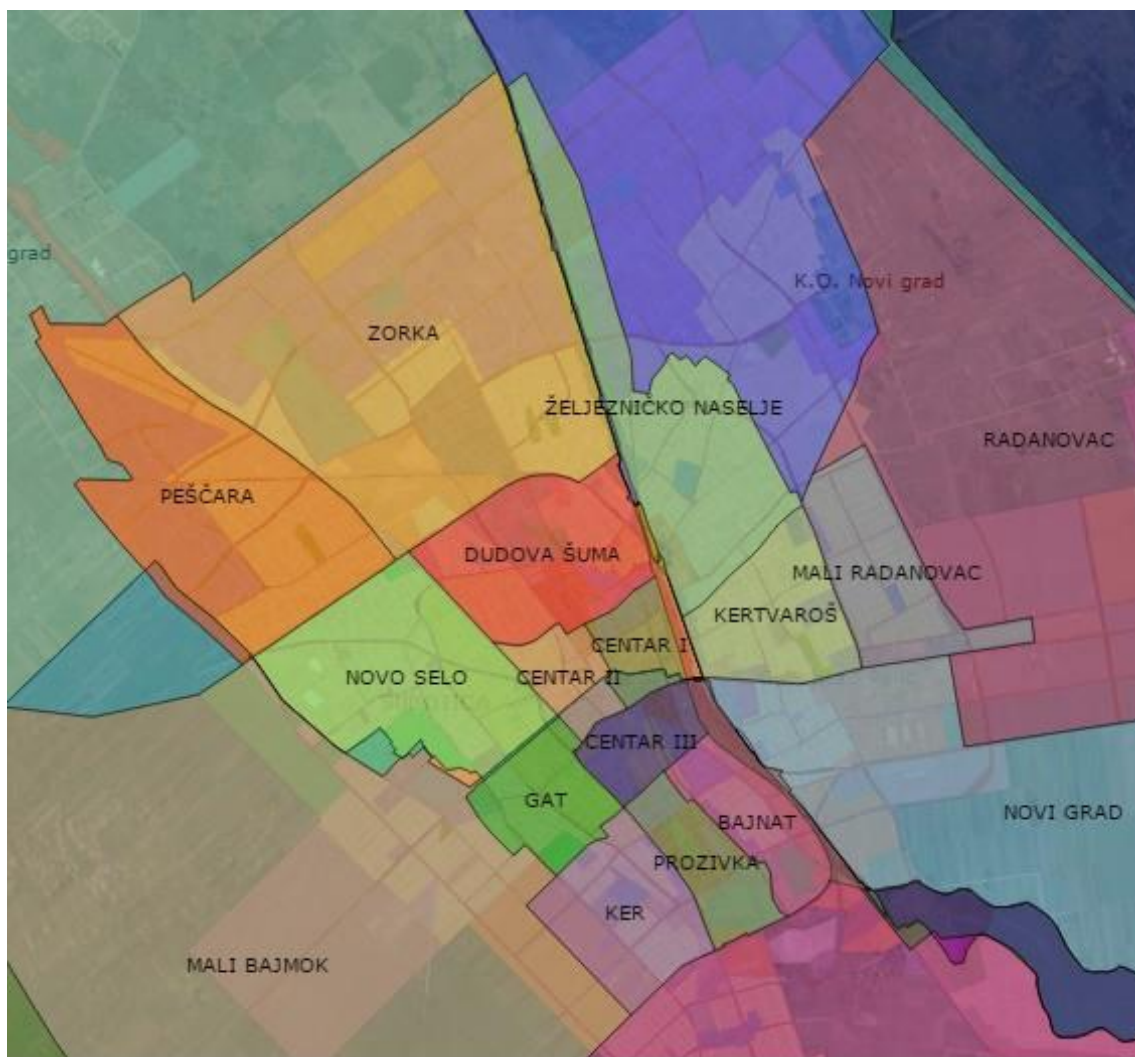 grad
K.O. Novi grad
ZORKA
ŽELJEZNIČKO NASELJE
RADANOVAC
PEŠČARA
DUDOVA ŠUMA
MALI RADANOVAC
KERTVAROŠ
CENTAR I
NOVO SELO
CENTAR II
SUBOTICA
CENTAR III
GAT
NOVI GRAD
BAJNAT
PROZIVKA
KER
MALI BAJMOK